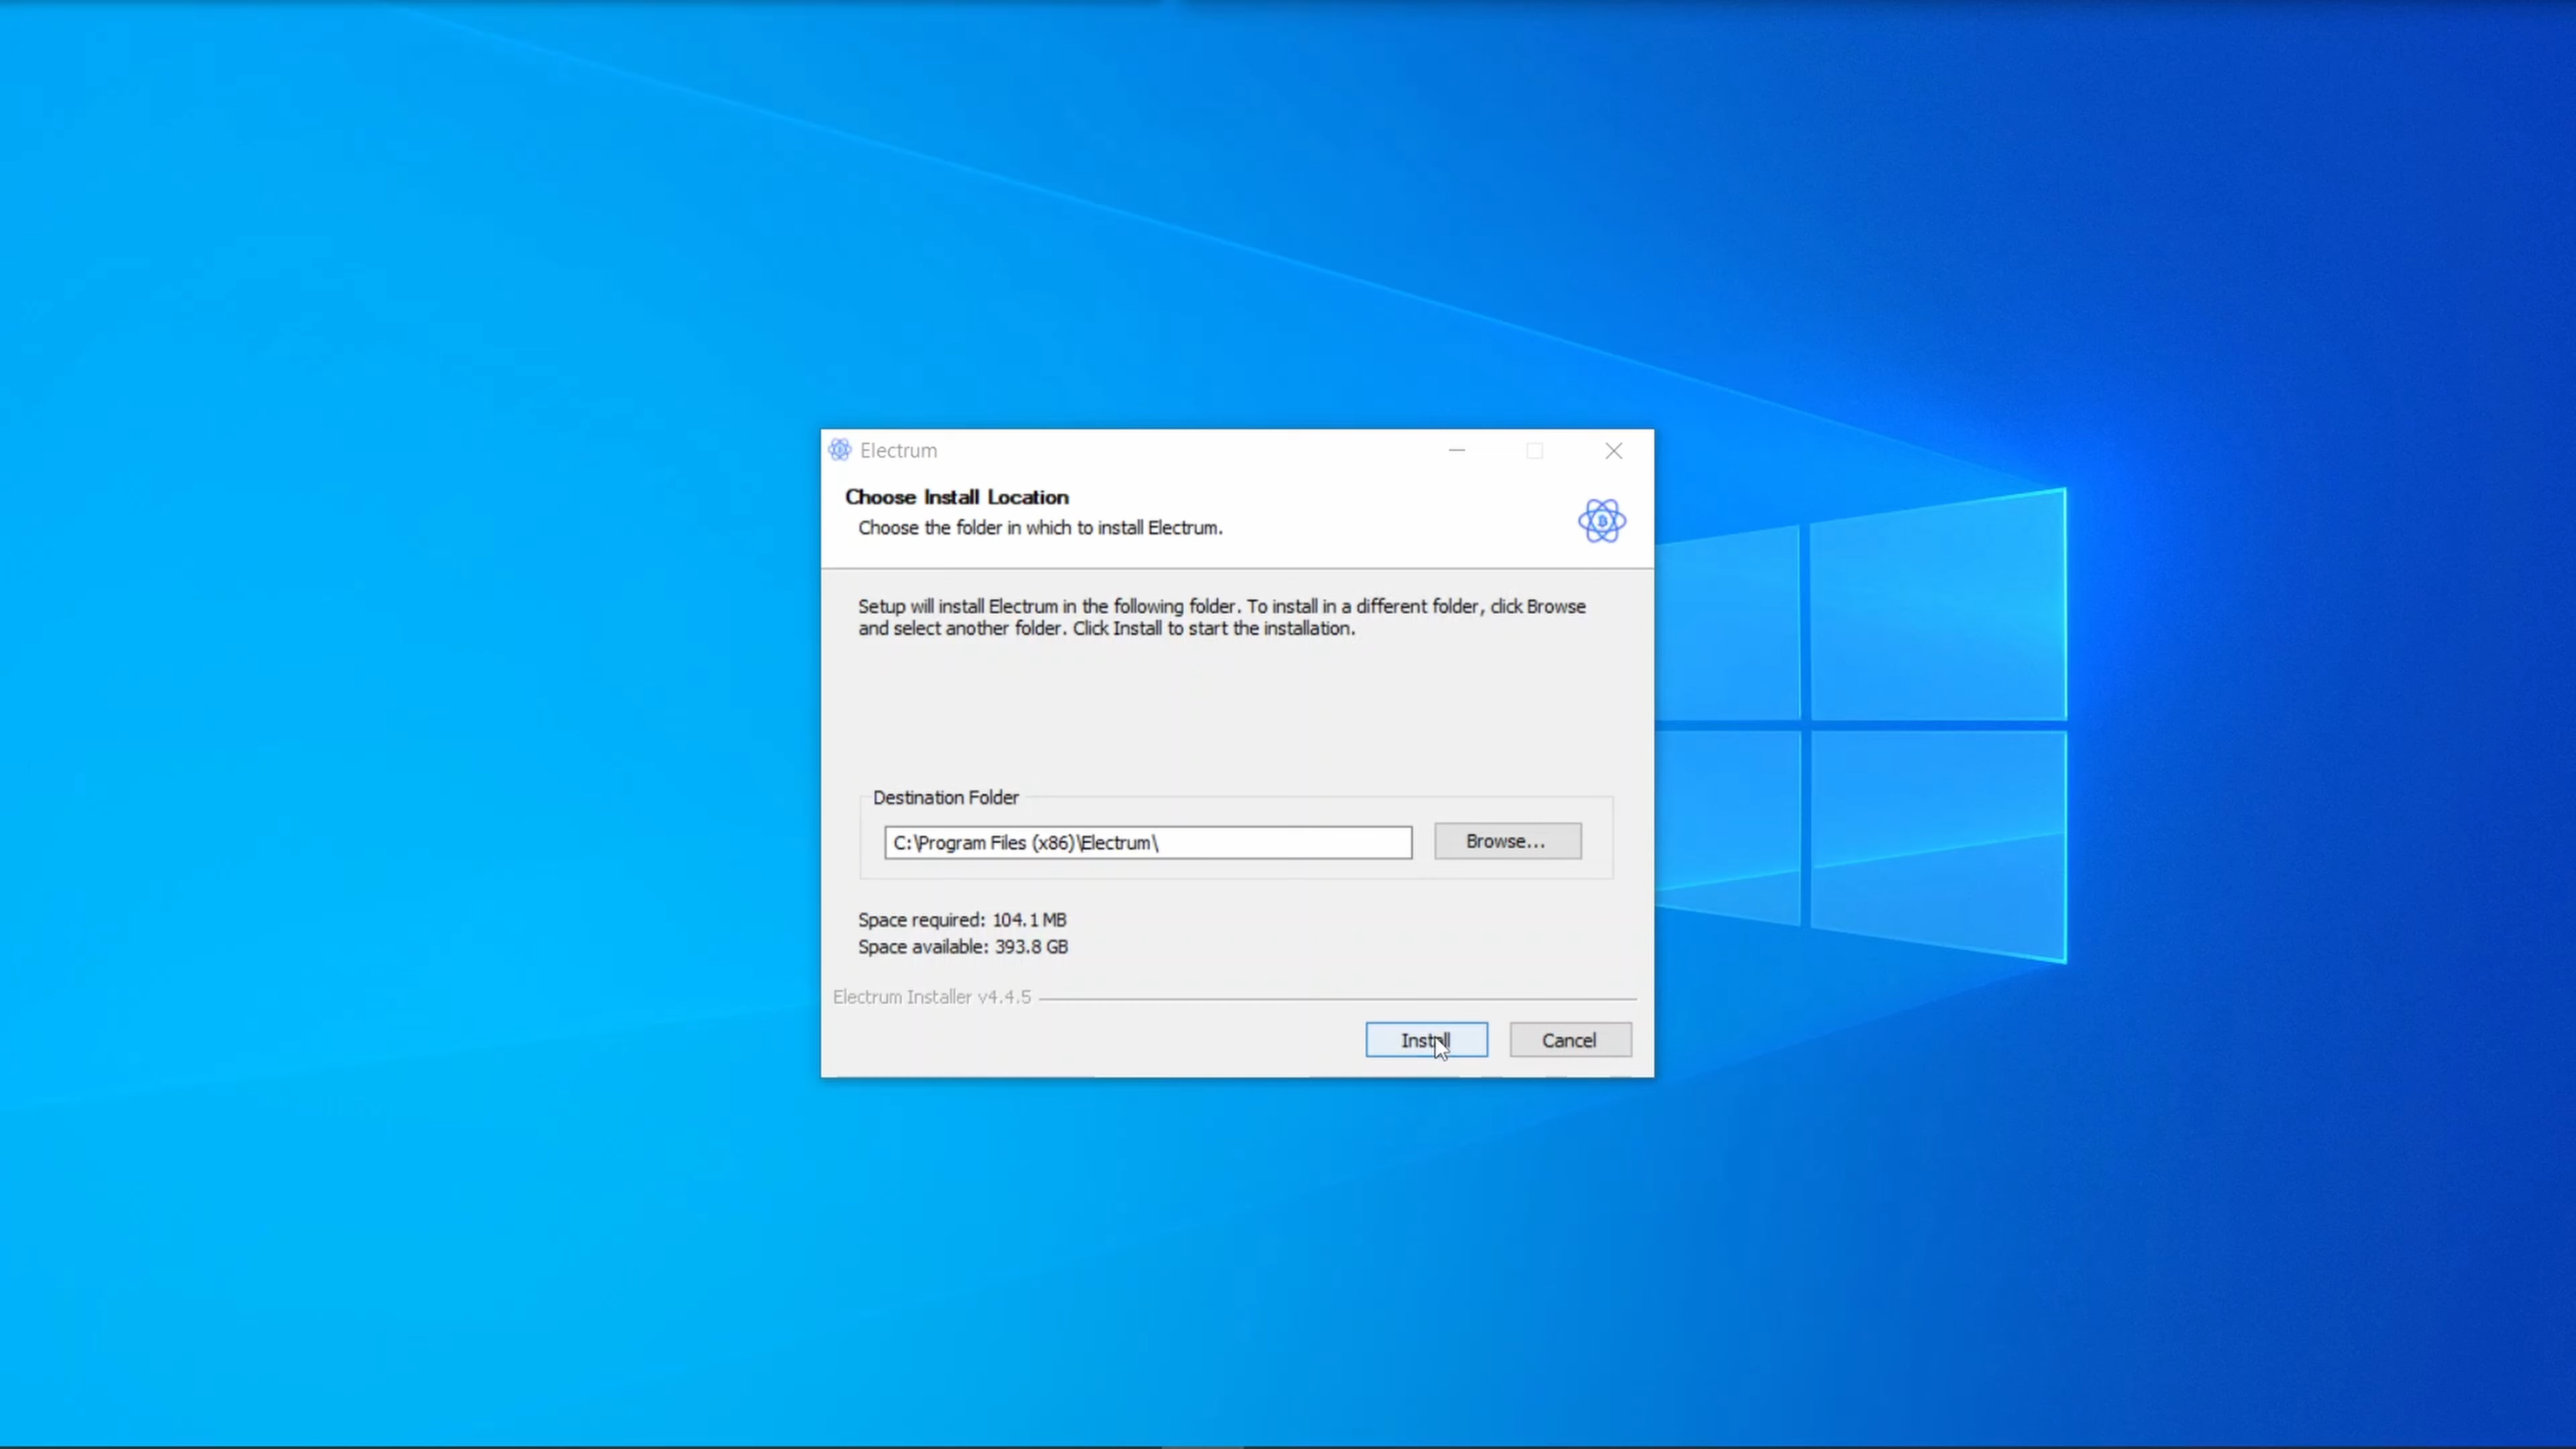 Electrum
Choose Install Location
Choose the folder in which to install Electrum.
Setup will install Electrum in the following folder. To install in a different folder, click Browse
and select another folder. Click Install to start the installation.
Destination Folder
C:\Program Files (x86)\Electrum\
Browse...
Space required: 104.1 MB
Space available: 393.8 GB
Electrum Installer v4.4.5
Install
Cancel